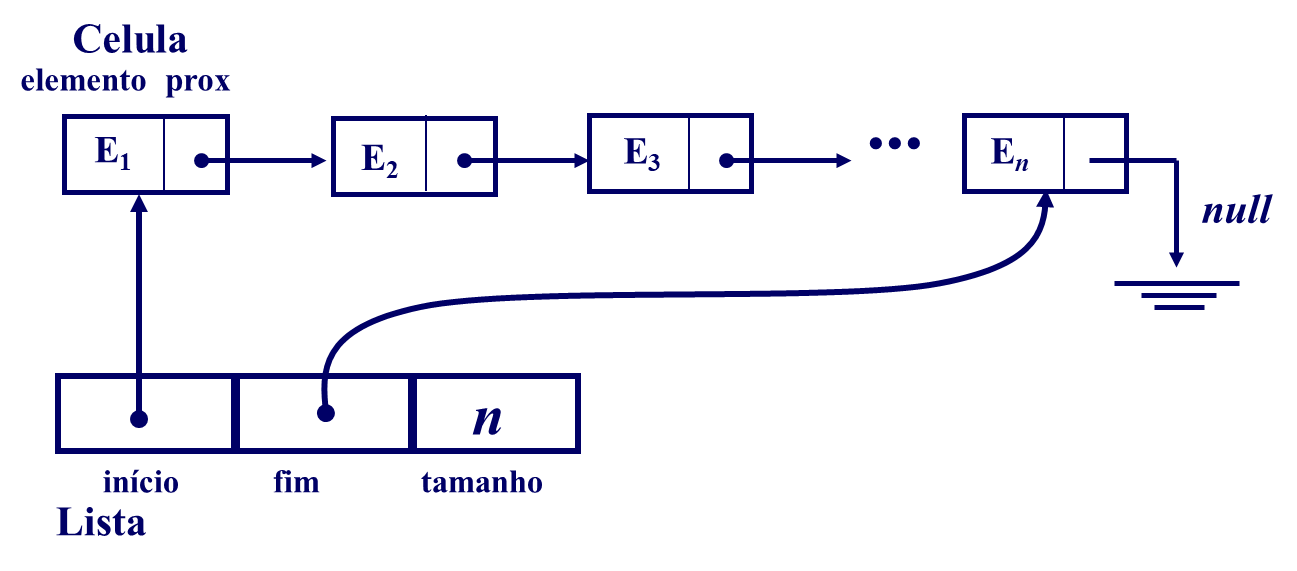 Celula
elemento prox
E1 E2 E3 ••• En
null
n
início fim tamanho
Lista